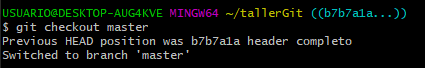 USUARIO@DESKTOP-AUG4KVE MINGW64 ~/tallerGit ((b7b7a1a...))
$ git checkout master
Previous HEAD position was b7b7a1a header completo
Switched to branch 'master'